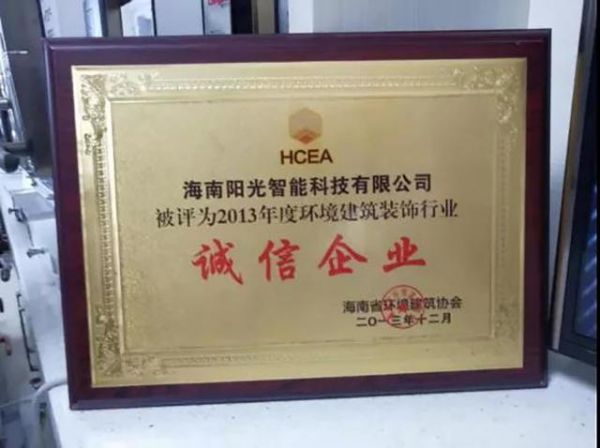 HCEA
海南阳光智能科技有限公司
被评为2013年度环境建筑装饰行业
诚信企业
海南省环境建筑协会
二〇一三年十二月